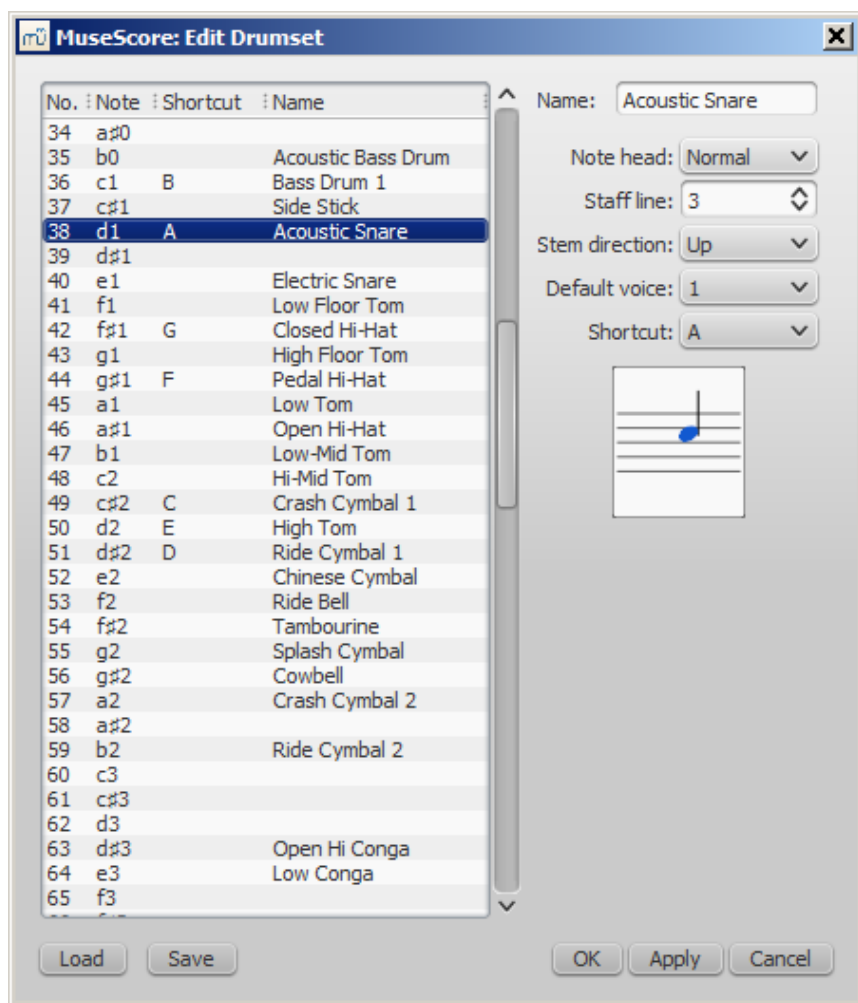 MuseScore: Edit Drumset
No. Note Shortcut Name
34 a♯0
35 b0 Acoustic Bass Drum
36 c1 B Bass Drum 1
37 c♯1 Side Stick
38 d1 A Acoustic Snare
39 d♯1
40 e1 Electric Snare
41 f1 Low Floor Tom
42 f♯1 G Closed Hi-Hat
43 g1 High Floor Tom
44 g♯1 F Pedal Hi-Hat
45 a1 Low Tom
46 a♯1 Open Hi-Hat
47 b1 Low-Mid Tom
48 c2 Hi-Mid Tom
49 c♯2 C Crash Cymbal 1
50 d2 E High Tom
51 d♯2 D Ride Cymbal 1
52 e2 Chinese Cymbal
53 f2 Ride Bell
54 f♯2 Tambourine
55 g2 Splash Cymbal
56 g♯2 Cowbell
57 a2 Crash Cymbal 2
58 a♯2
59 b2 Ride Cymbal 2
60 c3
61 c♯3
62 d3
63 d♯3 Open Hi Conga
64 e3 Low Conga
65 f3
Name: Acoustic Snare
Note head: Normal
Staff line: 3
Stem direction: Up
Default voice: 1
Shortcut: A
Load Save OK Apply Cancel